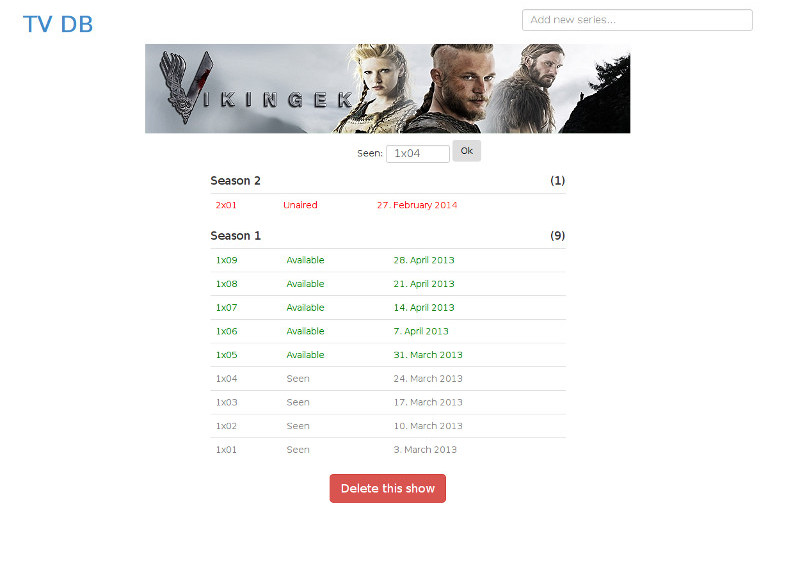 TV DB
Add new series...
VIKINGEK
Seen: 1x04 Ok
Season 2 (1)
2x01 Unaired 27. February 2014
Season 1 (9)
1x09 Available 28. April 2013
1x08 Available 21. April 2013
1x07 Available 14. April 2013
1x06 Available 7. April 2013
1x05 Available 31. March 2013
1x04 Seen 24. March 2013
1x03 Seen 17. March 2013
1x02 Seen 10. March 2013
1x01 Seen 3. March 2013
Delete this show